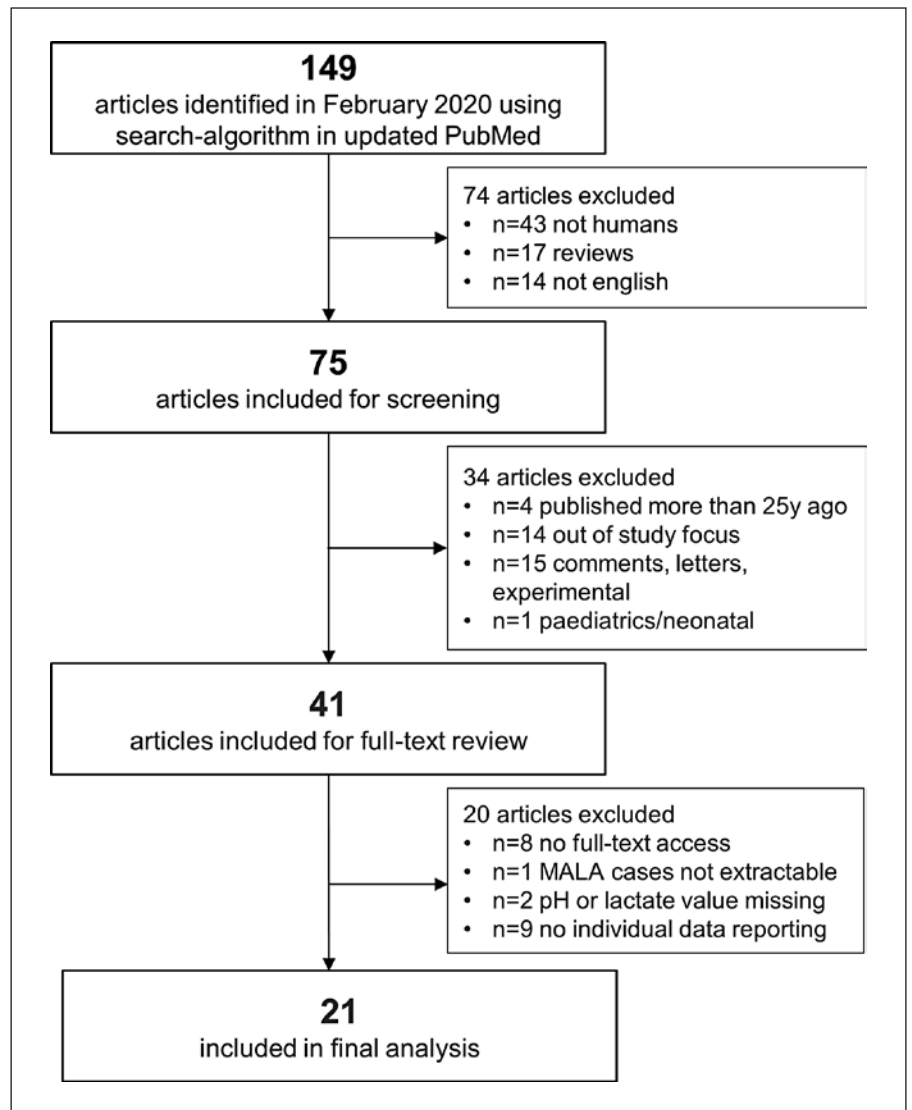 149
articles identified in February 2020 using
search-algorithm in updated PubMed
74 articles excluded
• n=43 not humans
• n=17 reviews
• n=14 not english
75
articles included for screening
34 articles excluded
• n=4 published more than 25y ago
• n=14 out of study focus
• n=15 comments, letters,
experimental
• n=1 paediatrics/neonatal
41
articles included for full-text review
20 articles excluded
• n=8 no full-text access
• n=1 MALA cases not extractable
• n=2 pH or lactate value missing
• n=9 no individual data reporting
21
included in final analysis